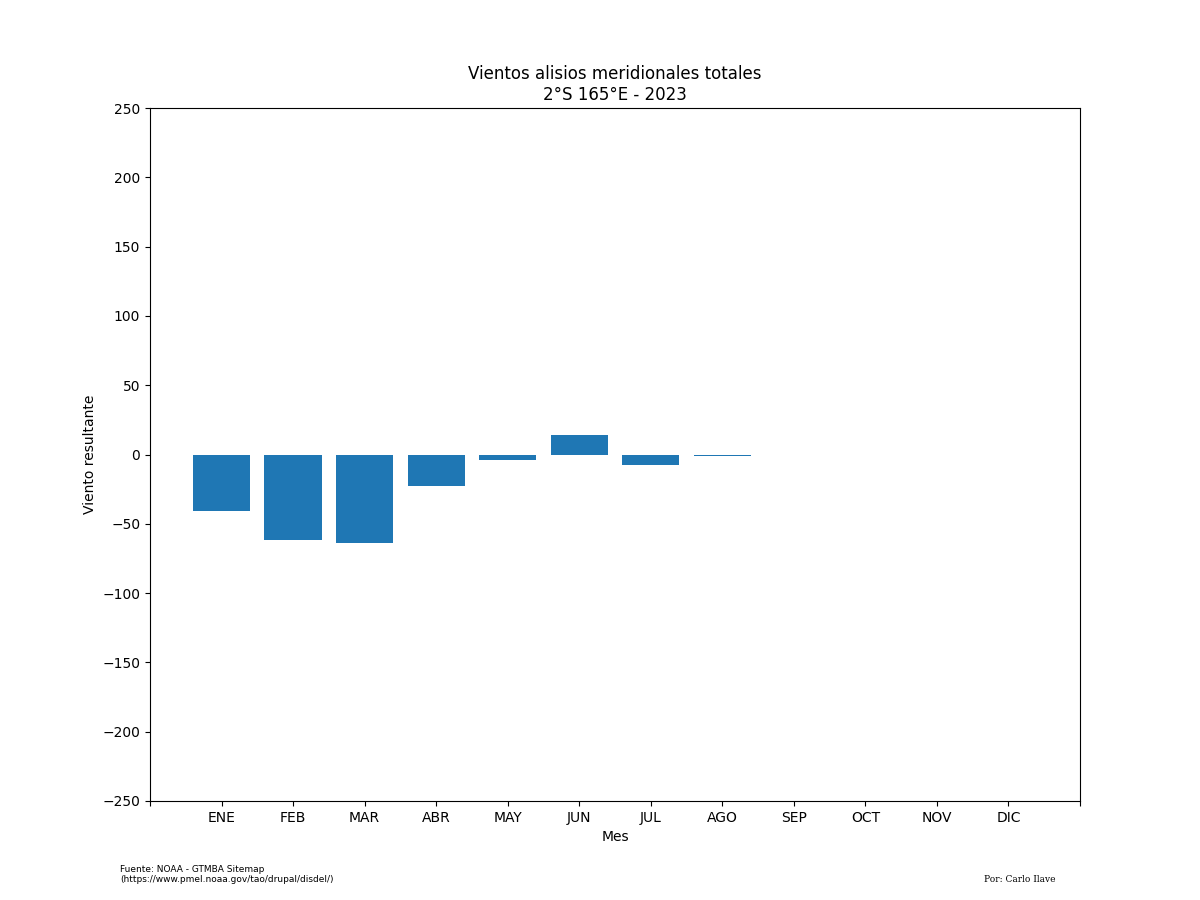 Vientos alisios meridionales totales
2°S 165°E - 2023
250
200
150
100
50
0
−50
−100
−150
−200
−250
Viento resultante
ENE FEB MAR ABR MAY JUN JUL AGO SEP OCT NOV DIC
Mes
Fuente: NOAA - GTMBA Sitemap
(https://www.pmel.noaa.gov/tao/drupal/disdel/)
Por: Carlo Ilave